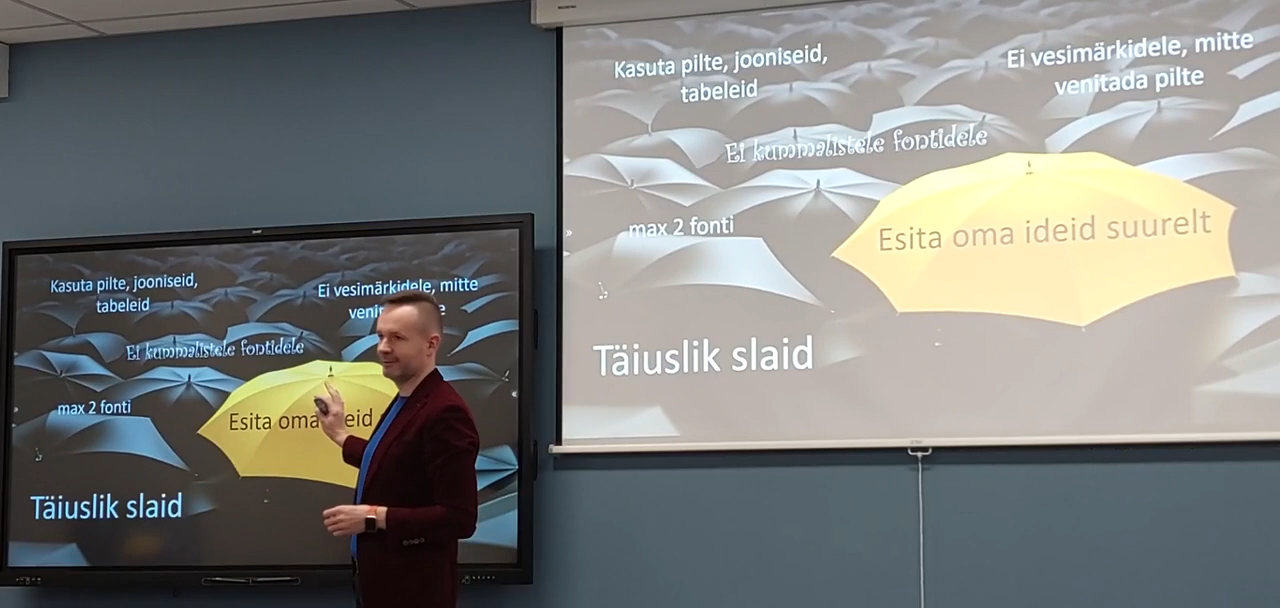 Kasuta pilte, jooniseid,
tabeleid
Ei vesimärkidele, mitte
venitada pilte
Ei kummalistele fontidele
max 2 fonti
Esita oma ideid suurelt
Täiuslik slaid
Kasuta pilte, jooniseid,
tabeleid
Ei vesimärkidele, mitte
Ei kummalistele fontidele
max 2 fonti
Esita oma
Täiuslik slaid